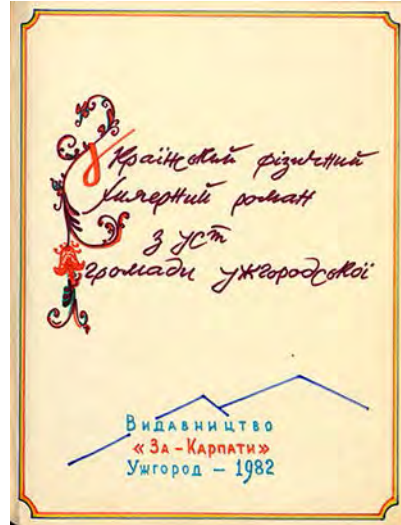 Український фізичний
химерний роман
з уст
громади ужгородської
Видавництво
«За-Карпати»
Ужгород – 1982